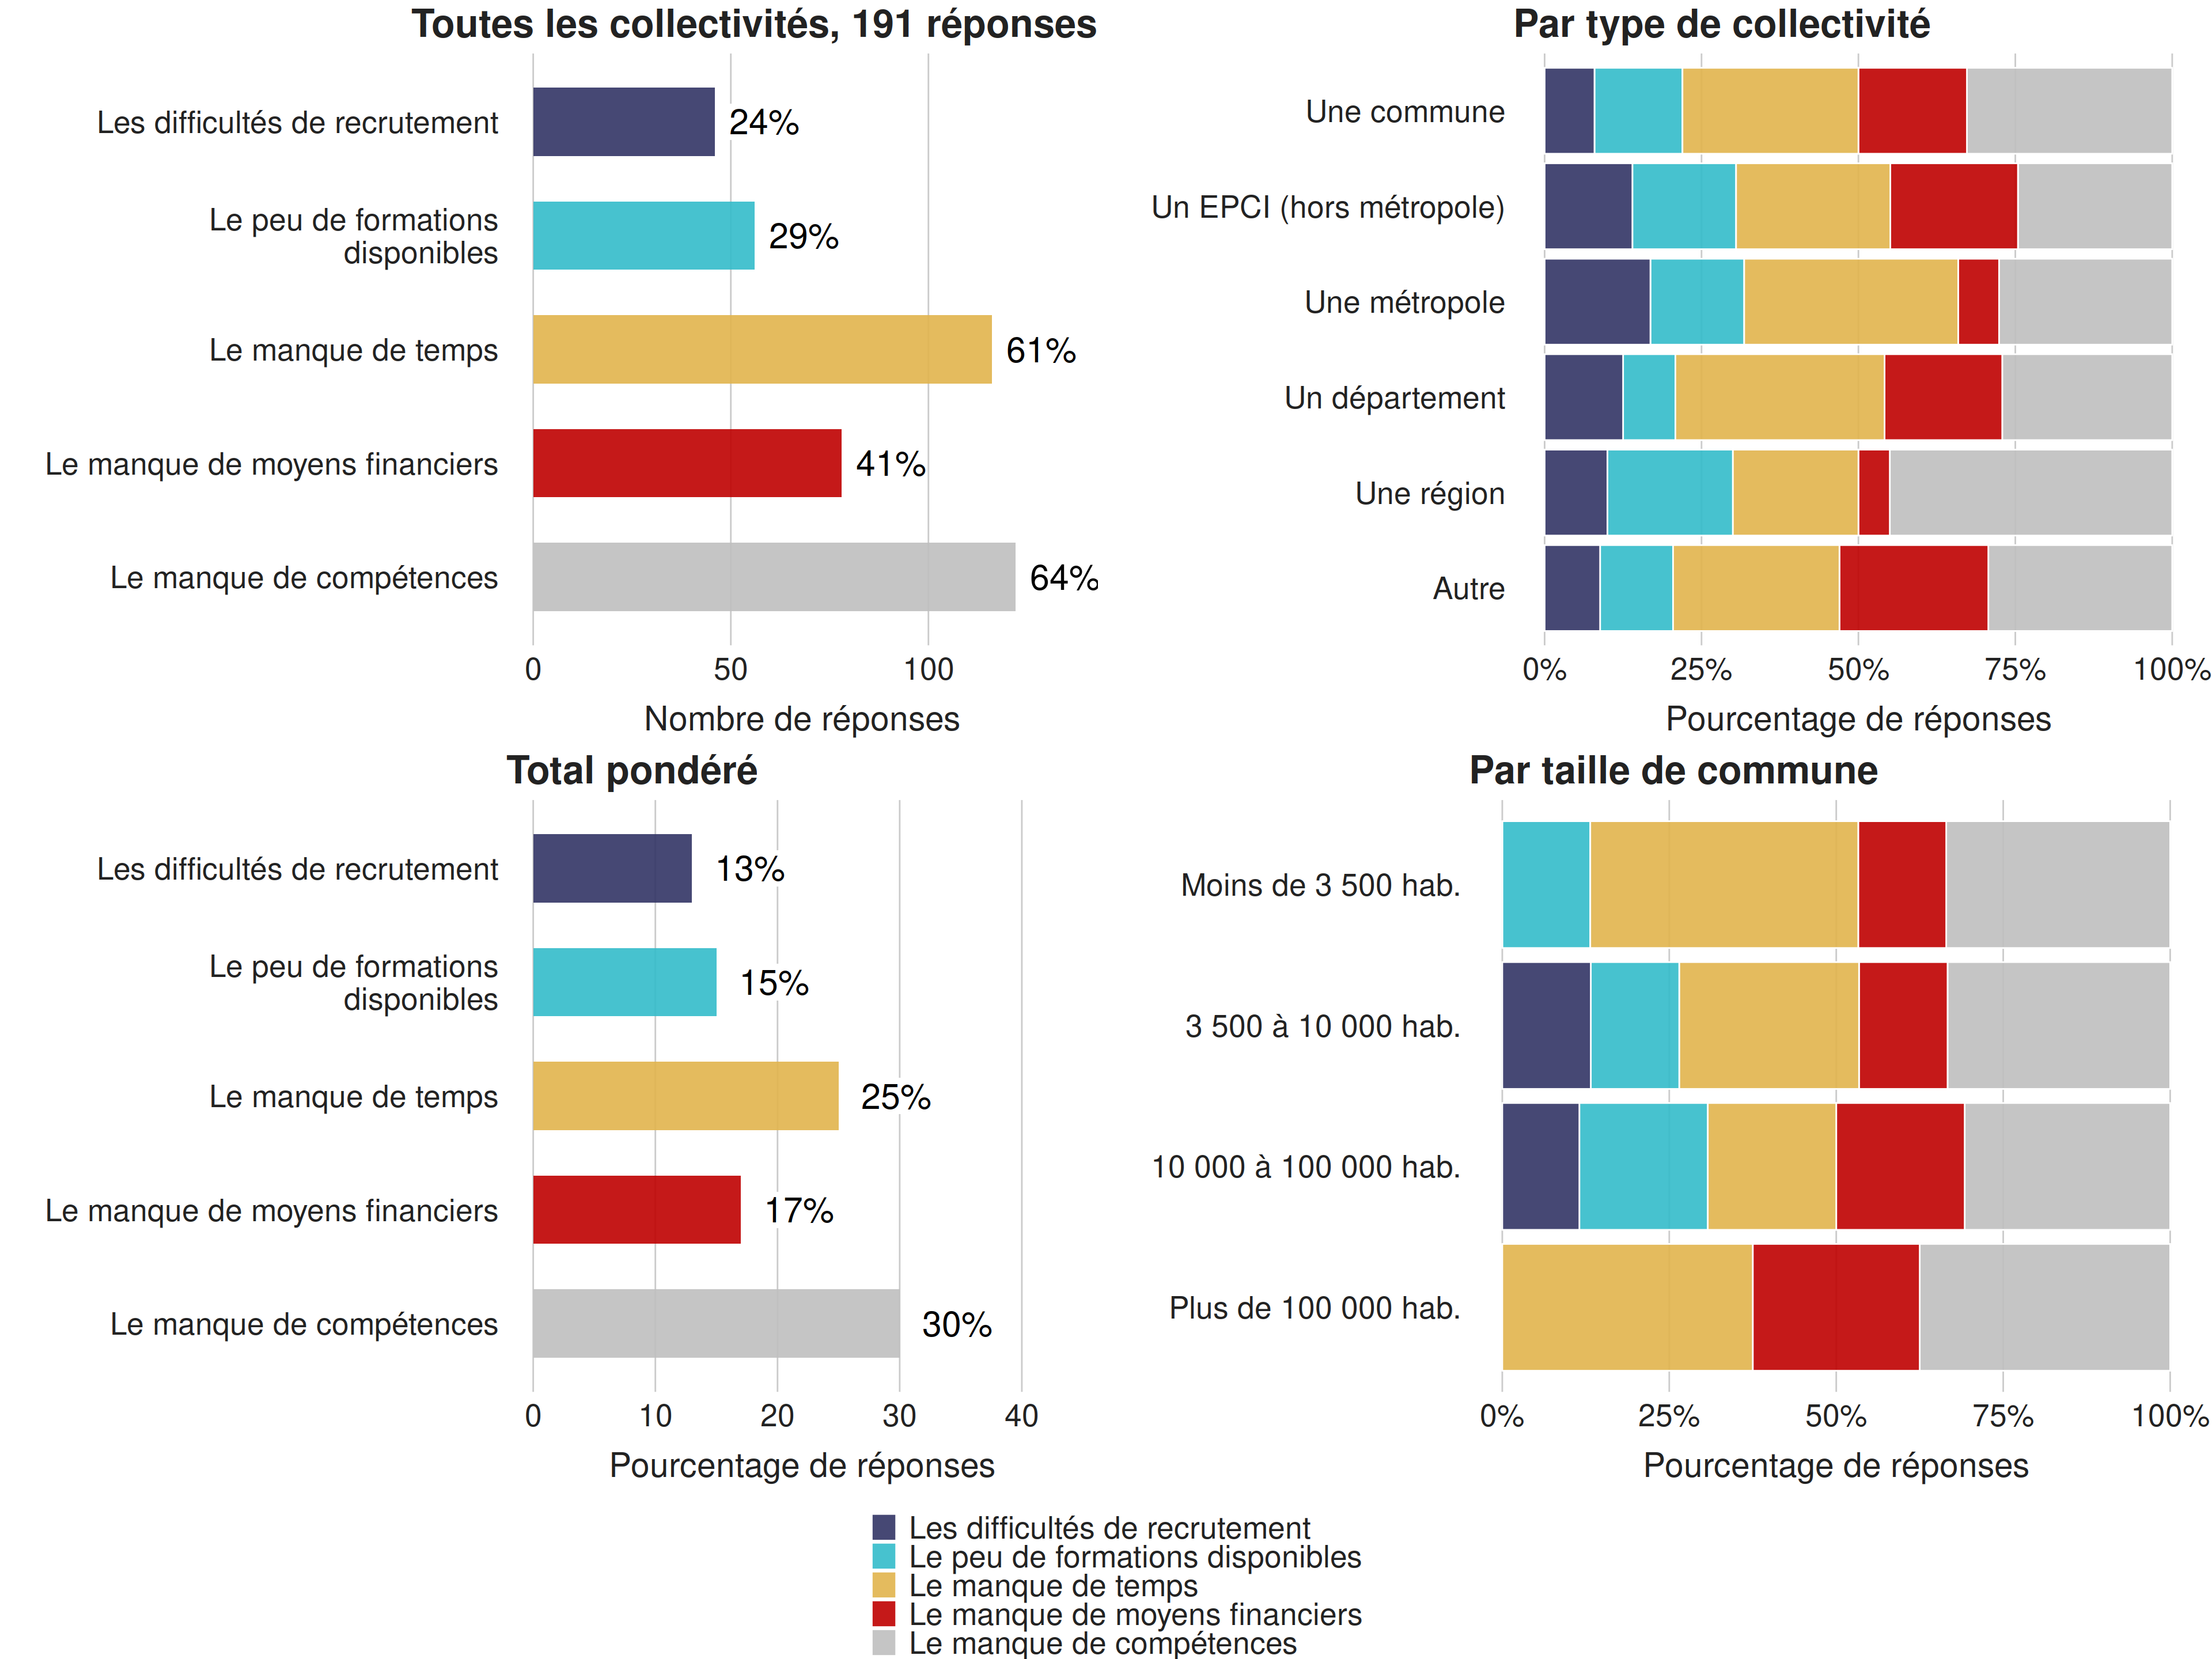 Toutes les collectivités, 191 réponses
Les difficultés de recrutement
24%
Le peu de formations
disponibles
29%
Le manque de temps
61%
Le manque de moyens financiers
41%
Le manque de compétences
64%
0 50 100
Nombre de réponses
Par type de collectivité
Une commune
Un EPCI (hors métropole)
Une métropole
Un département
Une région
Autre
0% 25% 50% 75% 100%
Pourcentage de réponses
Total pondéré
Les difficultés de recrutement
13%
Le peu de formations
disponibles
15%
Le manque de temps
25%
Le manque de moyens financiers
17%
Le manque de compétences
30%
0 10 20 30 40
Pourcentage de réponses
Par taille de commune
Moins de 3 500 hab.
3 500 à 10 000 hab.
10 000 à 100 000 hab.
Plus de 100 000 hab.
0% 25% 50% 75% 100%
Pourcentage de réponses
Les difficultés de recrutement
Le peu de formations disponibles
Le manque de temps
Le manque de moyens financiers
Le manque de compétences